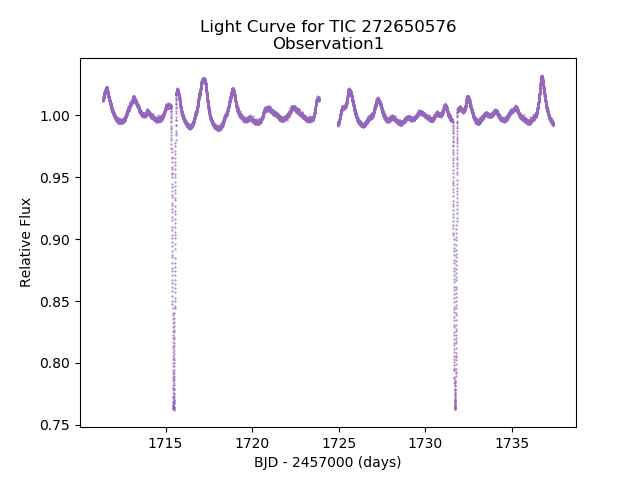 Light Curve for TIC 272650576
Observation1
Relative Flux
1.00
0.95
0.90
0.85
0.80
0.75
1715
1720
1725
1730
1735
BJD - 2457000 (days)